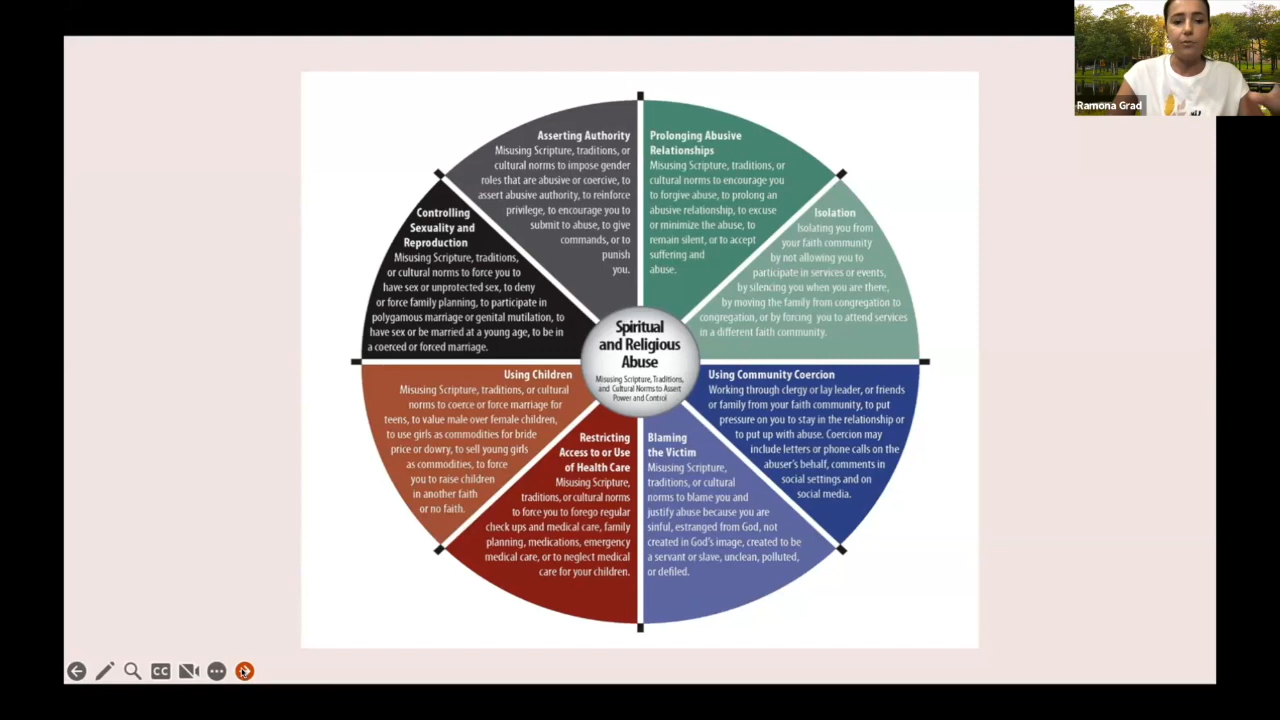 Ramona Grad
Asserting Authority
Misusing Scripture, traditions, or
cultural norms to impose gender
roles that are abusive or coercive, to
assert abusive authority, to reinforce
privilege, to encourage you to
submit to abuse, to give
commands, or to
punish
you.
Prolonging Abusive
Relationships
Misusing Scripture, traditions, or
cultural norms to encourage you
to forgive abuse, to prolong an
abusive relationship, to excuse
or minimize the abuse, to
remain silent, or to accept
suffering and
abuse.
Isolation
Isolating you from
your faith community
by not allowing you to
participate in services or events,
by silencing you when you are there,
by moving the family from congregation to
congregation, or by forcing you to attend services
in a different faith community.
Using Community Coercion
Working through clergy or lay leader, or friends
or family from your faith community, to put
pressure on you to stay in the relationship or
to put up with abuse. Coercion may
include letters or phone calls on the
abuser's behalf, comments in
social settings and on
social media.
Blaming
the Victim
Misusing Scripture,
traditions, or cultural
norms to blame you and
justify abuse because you are
sinful, estranged from God, not
created in God's image, created to be
a servant or slave, unclean, polluted,
or defiled.
Restricting
Access to or Use
of Health Care
Misusing Scripture,
traditions, or cultural norms
to force you to forego regular
check ups and medical care, family
planning, medications, emergency
medical care, or to neglect medical
care for your children.
Using Children
Misusing Scripture, traditions, or cultural
norms to coerce or force marriage for
teens, to value male over female children,
to use girls as commodities for bride
price or dowry, to sell young girls
as commodities, to force
you to raise children
in another faith
or no faith.
Controlling
Sexuality and
Reproduction
Misusing Scripture, traditions,
or cultural norms to force you to
have sex or unprotected sex, to deny
or force family planning, to participate in
polygamous marriage or genital mutilation, to
have sex or be married at a young age, to be in
a coerced or forced marriage.
Spiritual
and Religious
Abuse
Misusing Scripture, Traditions,
and Cultural Norms to Assert
Power and Control
CC